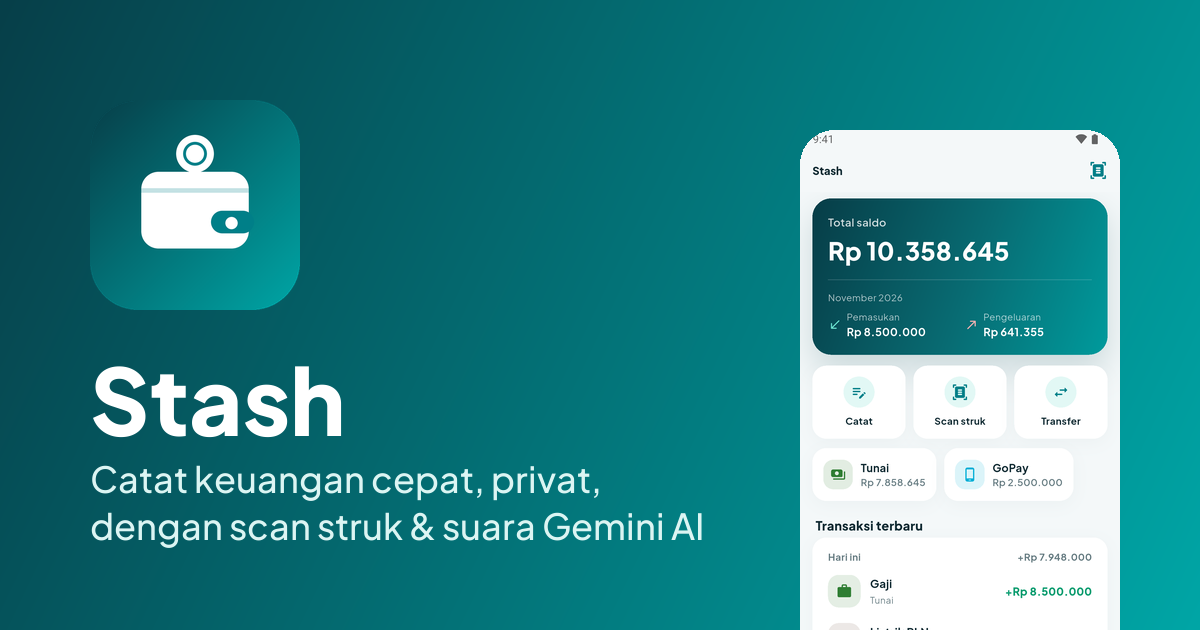 Stash
Catat keuangan cepat, privat,
dengan scan struk & suara Gemini AI
9:41
Stash
Total saldo
Rp 10.358.645
November 2026
Pemasukan
Rp 8.500.000
Pengeluaran
Rp 641.355
Catat
Scan struk
Transfer
Tunai
Rp 7.858.645
GoPay
Rp 2.500.000
Transaksi terbaru
Hari ini
+Rp 7.948.000
Gaji
Tunai
+Rp 8.500.000